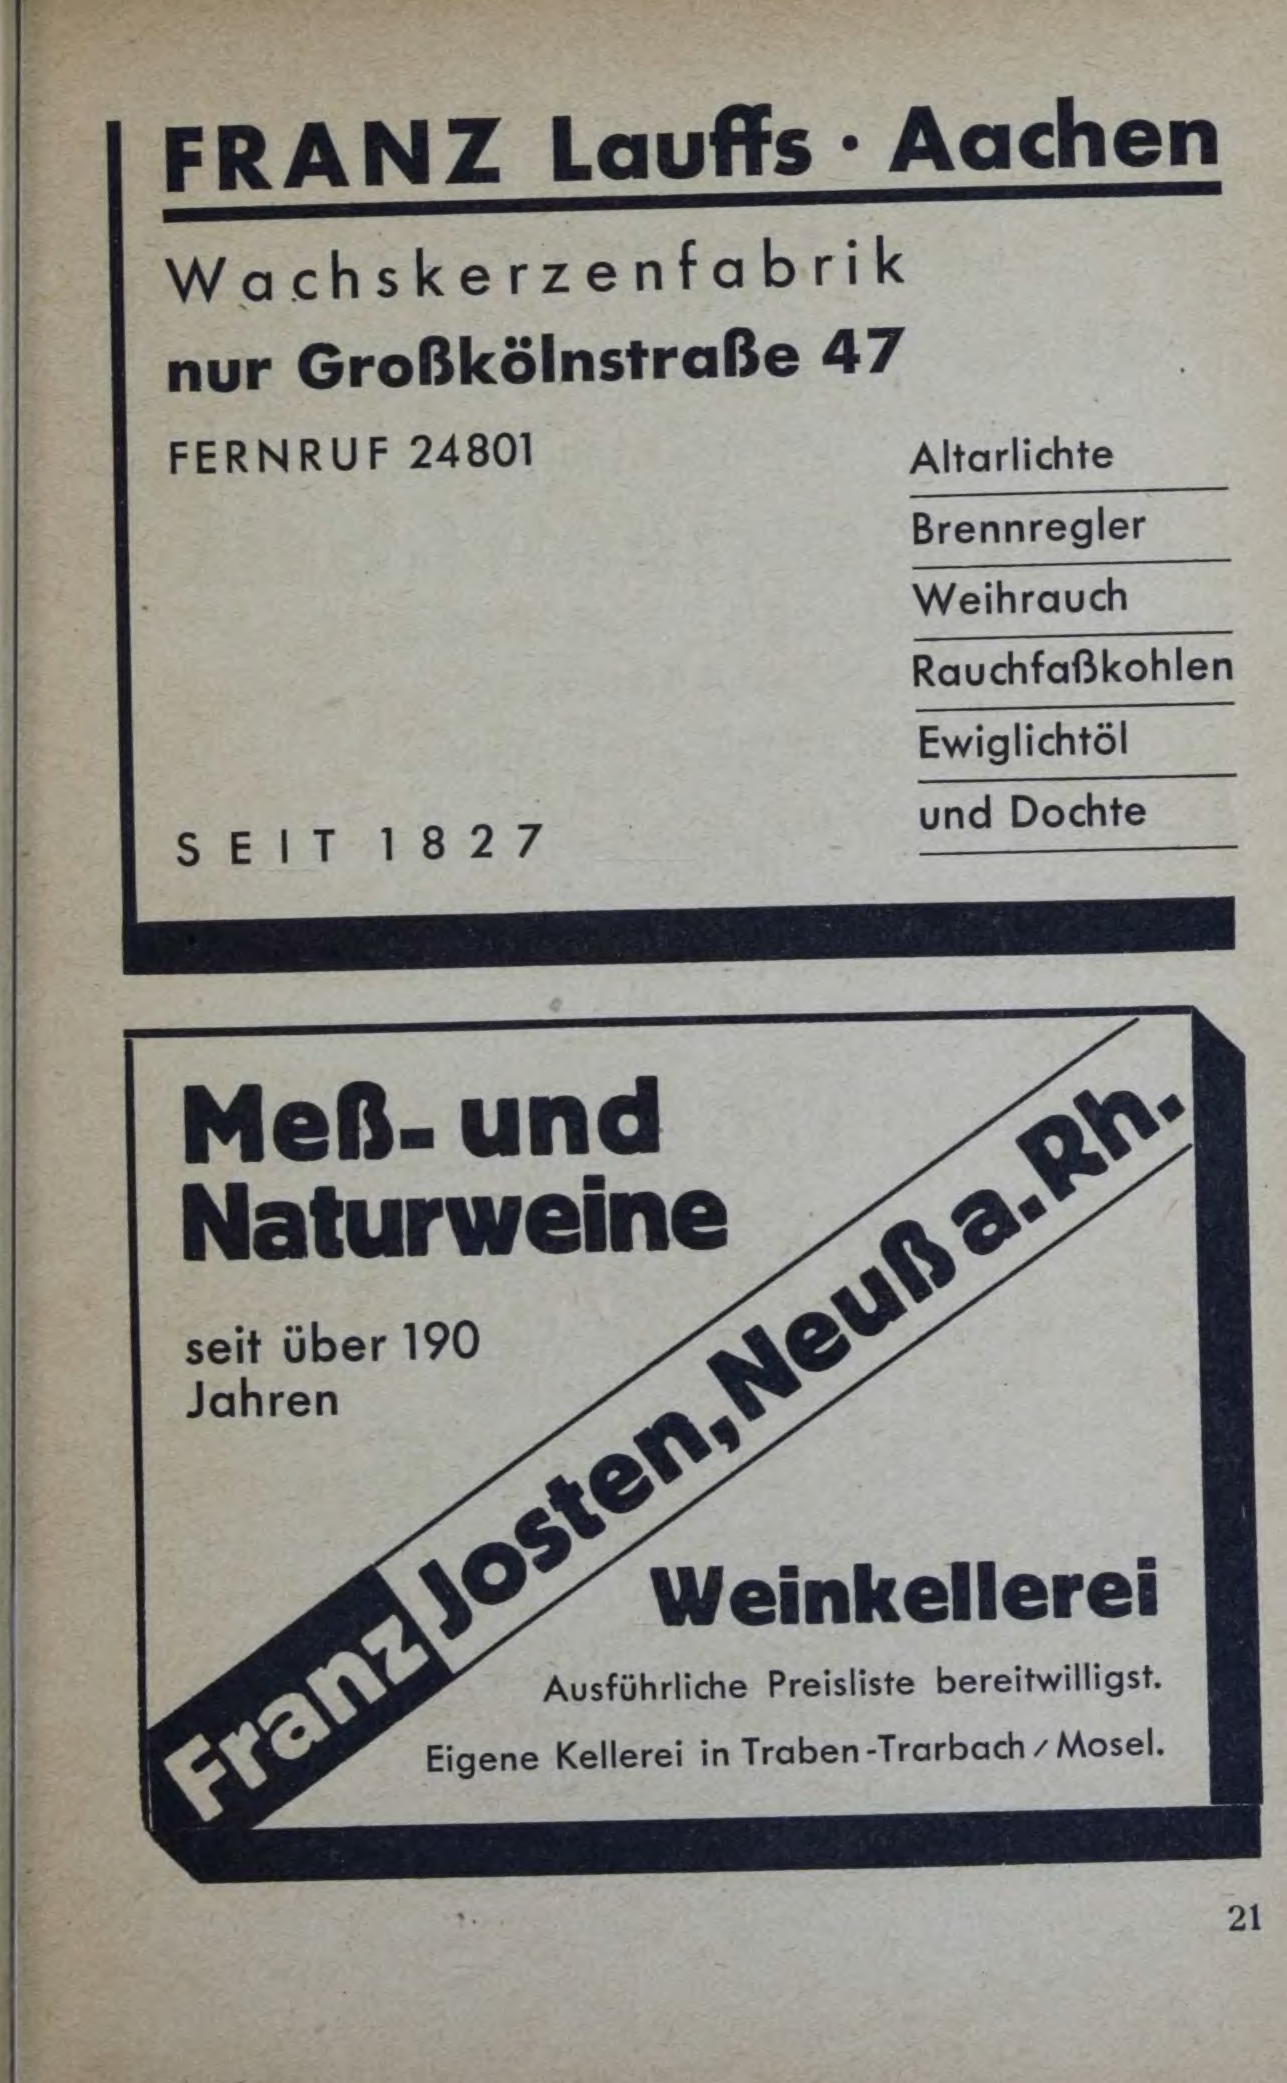 FRANZ Lauffs · Aachen
Wachskerzenfabrik
nur Großkölnstraße 47
FERNRUF 24801
Altarlichte
Brennregler
Weihrauch
Rauchfaßkohlen
Ewiglichtöl
und Dochte
SEIT 1827
Meß- und
Naturweine
seit über 190
Jahren
Franz Josten, Neuß a. Rh.
Weinkellerei
Ausführliche Preisliste bereitwilligst.
Eigene Kellerei in Traben-Trarbach / Mosel.
21